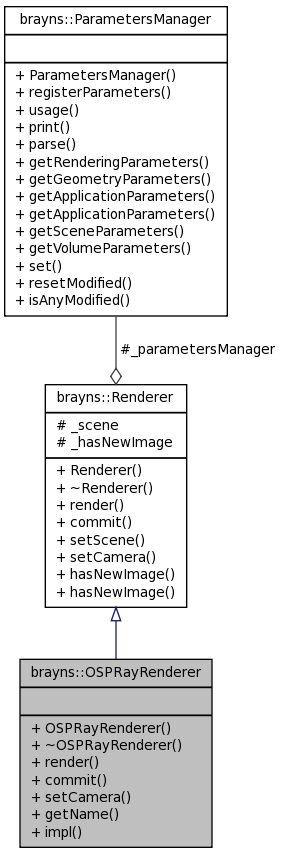 brayns::ParametersManager
+ ParametersManager()
+ registerParameters()
+ usage()
+ print()
+ parse()
+ getRenderingParameters()
+ getGeometryParameters()
+ getApplicationParameters()
+ getApplicationParameters()
+ getSceneParameters()
+ getVolumeParameters()
+ set()
+ resetModified()
+ isAnyModified()
#_parametersManager
brayns::Renderer
# _scene
# _hasNewImage
+ Renderer()
+ ~Renderer()
+ render()
+ commit()
+ setScene()
+ setCamera()
+ hasNewImage()
+ hasNewImage()
brayns::OSPRayRenderer
+ OSPRayRenderer()
+ ~OSPRayRenderer()
+ render()
+ commit()
+ setCamera()
+ getName()
+ impl()